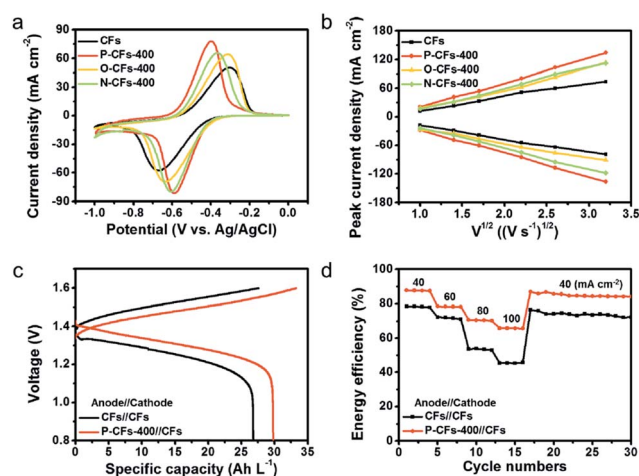 a
CFs
P-CFs-400
O-CFs-400
N-CFs-400
Current density (mA cm-2)
90
60
30
0
-30
-60
-90
-1.0 -0.8 -0.6 -0.4 -0.2 0.0
Potential (V vs. Ag/AgCl)
b
CFs
P-CFs-400
O-CFs-400
N-CFs-400
Peak current density (mA cm-2)
180
120
60
0
-60
-120
-180
1.0 1.5 2.0 2.5 3.0 3.5
V1/2 ((V s-1)1/2)
c
Voltage (V)
1.8
1.6
1.4
1.2
1.0
0.8
Anode//Cathode
CFs//CFs
P-CFs-400//CFs
0 5 10 15 20 25 30 35
Specific capacity (Ah L-1)
d
Energy efficiency (%)
100
80
60
40
0
40 60 80 100 40 (mA cm-2)
Anode//Cathode
CFs//CFs
P-CFs-400//CFs
0 5 10 15 20 25 30
Cycle numbers